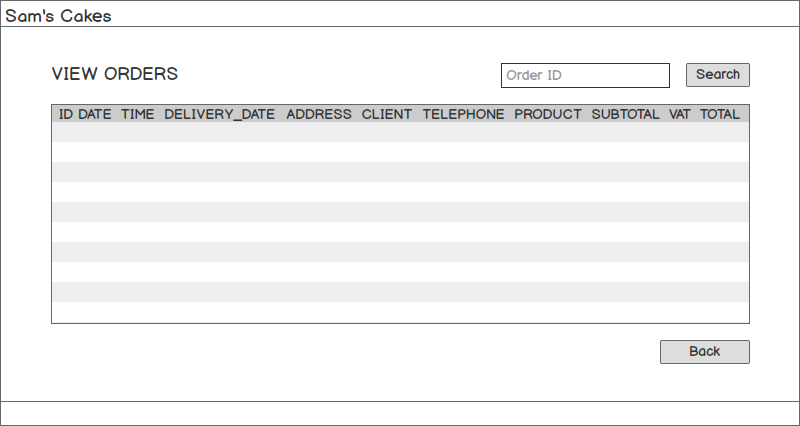 Sam's Cakes
VIEW ORDERS
Order ID
Search
ID DATE TIME DELIVERY_DATE ADDRESS CLIENT TELEPHONE PRODUCT SUBTOTAL VAT TOTAL
Back